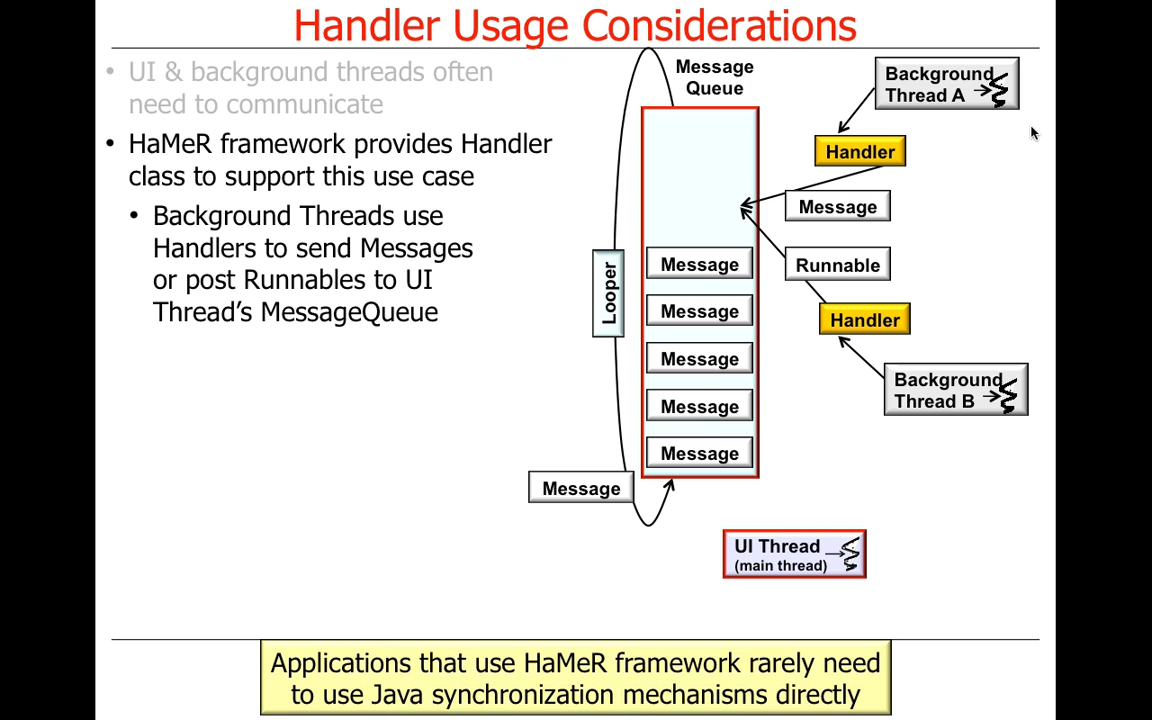 Handler Usage Considerations
• UI & background threads often
need to communicate
• HaMeR framework provides Handler
class to support this use case
• Background Threads use
Handlers to send Messages
or post Runnables to UI
Thread's MessageQueue
Message
Queue
Background
Thread A
Handler
Message
Runnable
Handler
Background
Thread B
Looper
Message
Message
Message
Message
Message
Message
UI Thread
(main thread)
Applications that use HaMeR framework rarely need
to use Java synchronization mechanisms directly